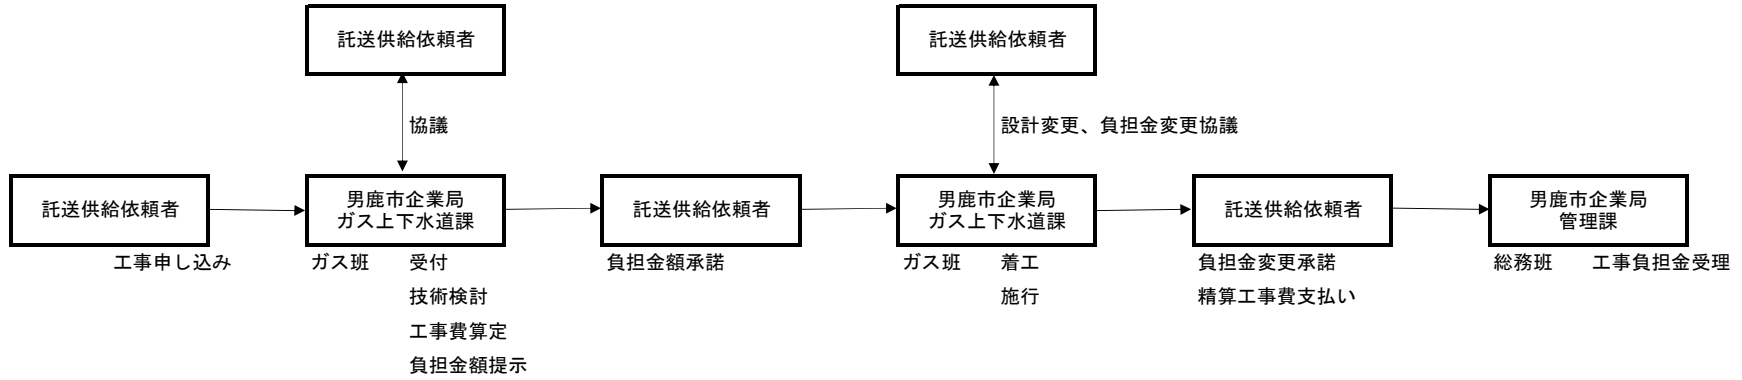 託送供給依頼者
託送供給依頼者
協議
設計変更、負担金変更協議
託送供給依頼者
男鹿市企業局
ガス上下水道課
託送供給依頼者
男鹿市企業局
ガス上下水道課
託送供給依頼者
男鹿市企業局
管理課
工事申し込み
ガス班 受付
負担金額承諾
ガス班 着工
負担金変更承諾
総務班 工事負担金受理
技術検討
施行
精算工事費支払い
工事費算定
負担金額提示